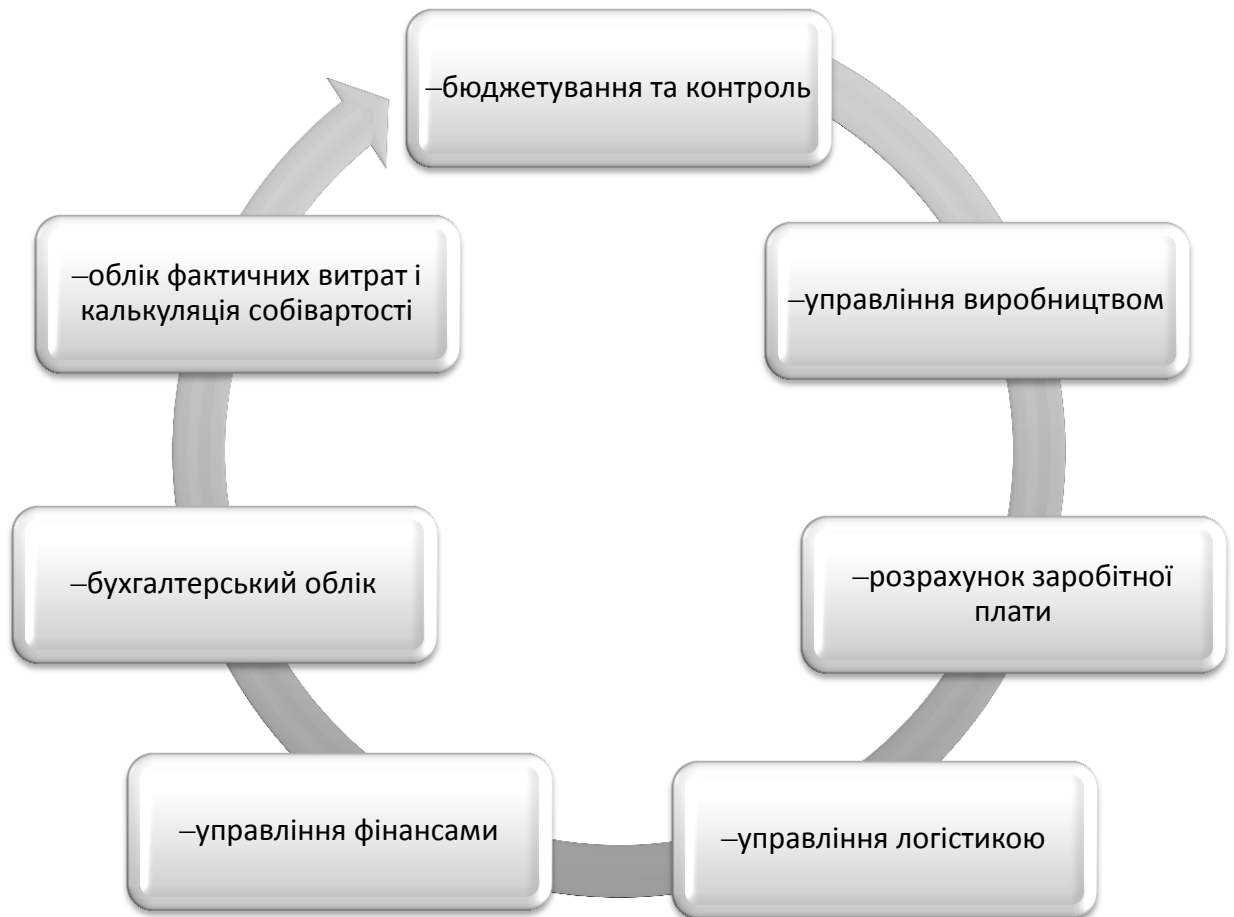 –бюджетування та контроль
–управління виробництвом
–розрахунок заробітної
плати
–управління логістикою
–управління фінансами
–бухгалтерський облік
–облік фактичних витрат і
калькуляція собівартості